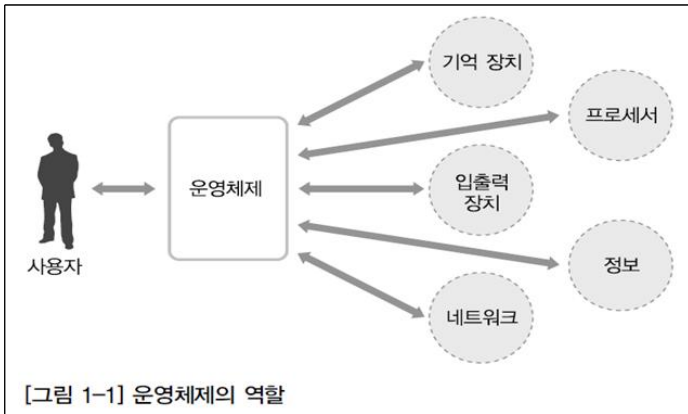 기억 장치
프로세서
운영체제
입출력
장치
사용자
정보
네트워크
[그림 1-1] 운영체제의 역할